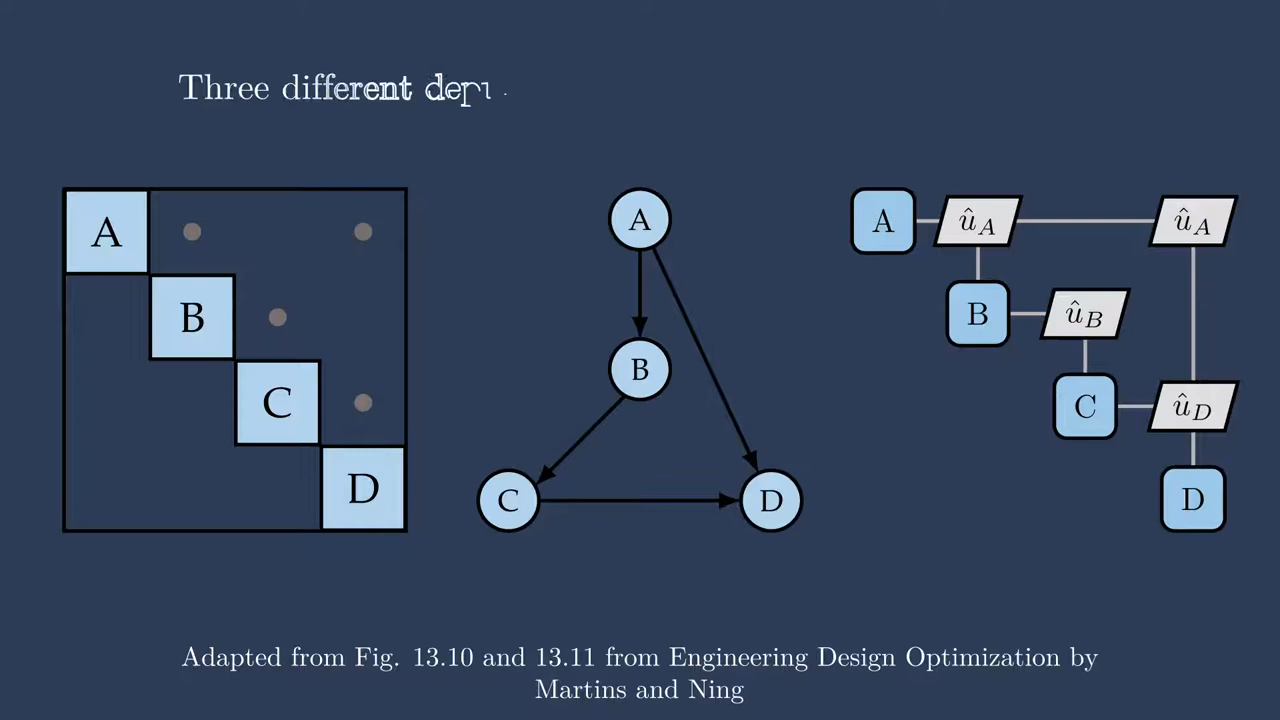 Three different
A
B
C
D
A
B
C
D
A û_A û_A
B û_B
C û_D
D
Adapted from Fig. 13.10 and 13.11 from Engineering Design Optimization by
Martins and Ning